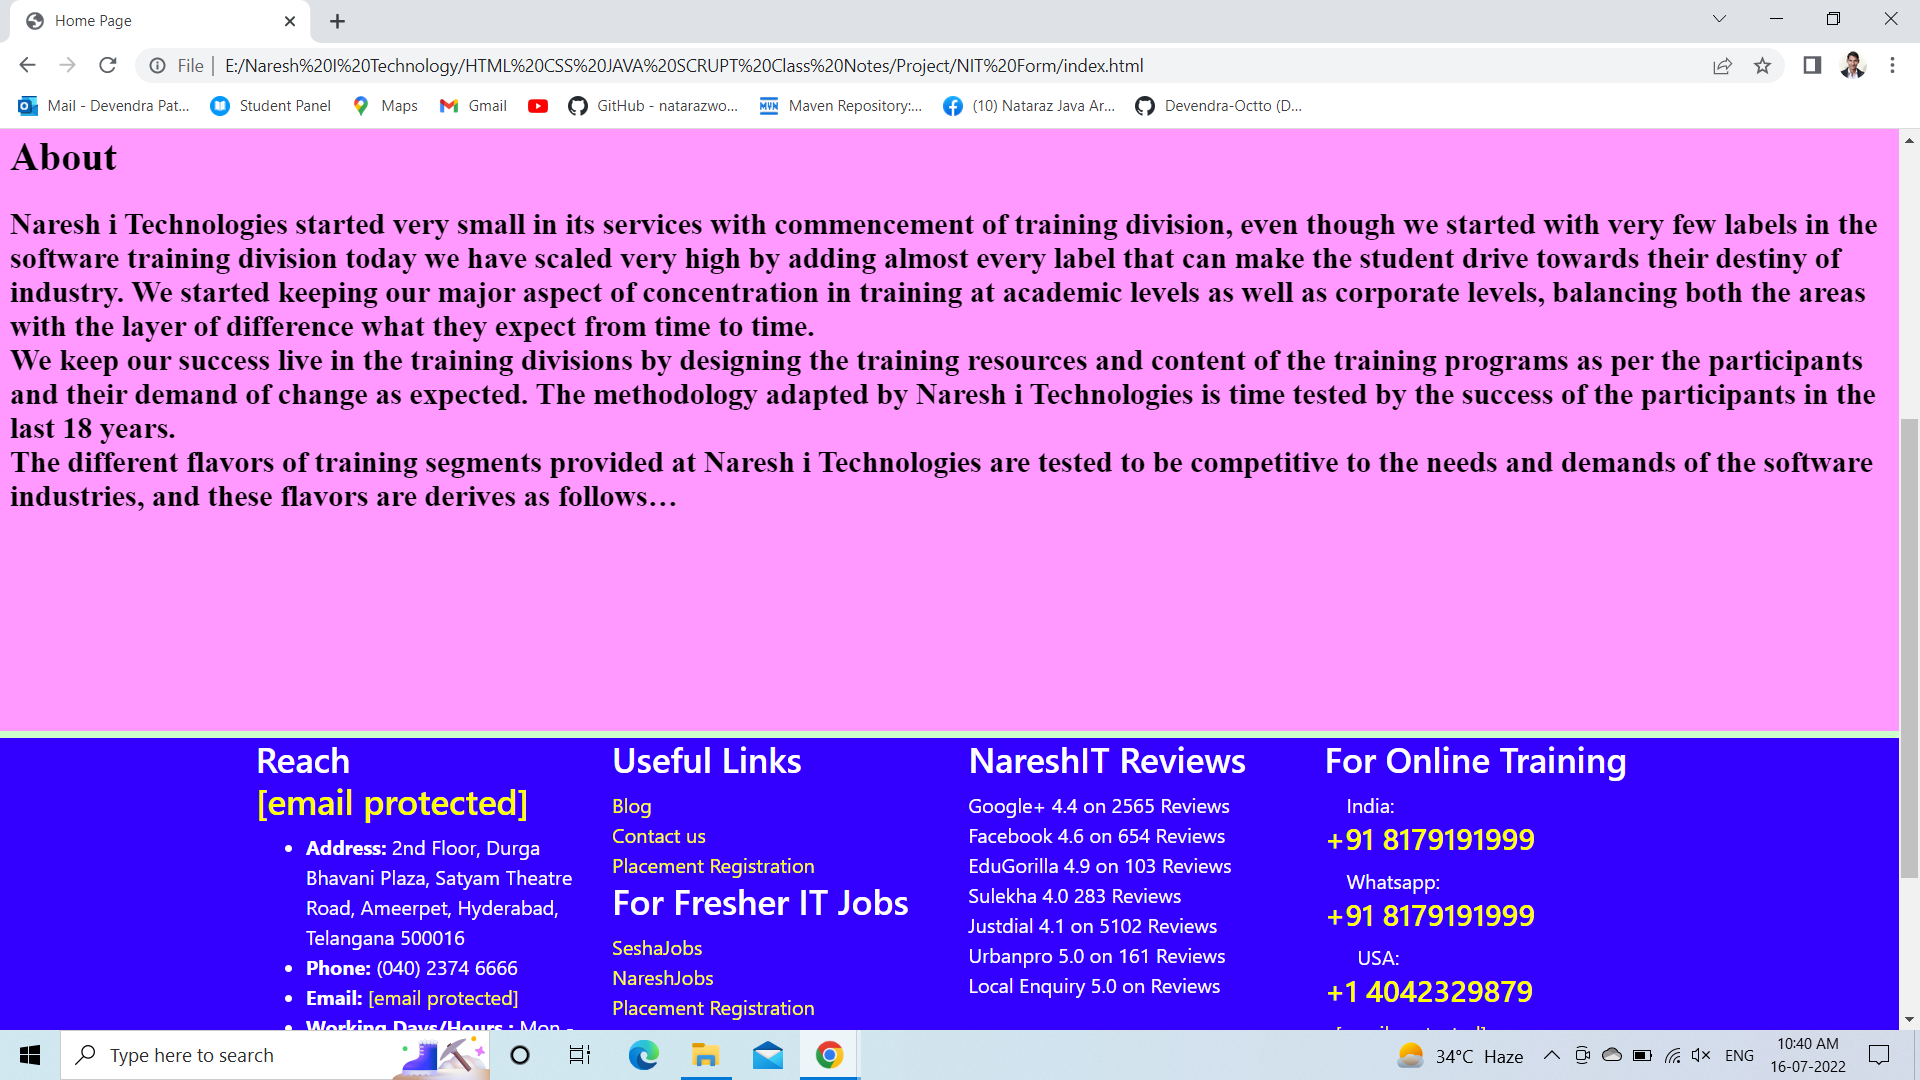 Home Page
File
E:/Naresh%20I%20Technology/HTML%20CSS%20JAVA%20SCRUPT%20Class%20Notes/Project/NIT%20Form/index.html
Mail - Devendra Pat...
Student Panel
Maps
Gmail
GitHub - natarazwo...
MVN
Maven Repository:...
(10) Nataraz Java Ar...
Devendra-Octto (D...
About
Naresh i Technologies started very small in its services with commencement of training division, even though we started with very few labels in the
software training division today we have scaled very high by adding almost every label that can make the student drive towards their destiny of
industry. We started keeping our major aspect of concentration in training at academic levels as well as corporate levels, balancing both the areas
with the layer of difference what they expect from time to time.
We keep our success live in the training divisions by designing the training resources and content of the training programs as per the participants
and their demand of change as expected. The methodology adapted by Naresh i Technologies is time tested by the success of the participants in the
last 18 years.
The different flavors of training segments provided at Naresh i Technologies are tested to be competitive to the needs and demands of the software
industries, and these flavors are derives as follows…
Reach
[email protected]
Address: 2nd Floor, Durga
Bhavani Plaza, Satyam Theatre
Road, Ameerpet, Hyderabad,
Telangana 500016
Phone: (040) 2374 6666
Email: [email protected]
Working Days/Hours : Mon -
Useful Links
Blog
Contact us
Placement Registration
For Fresher IT Jobs
SeshaJobs
NareshJobs
Placement Registration
NareshIT Reviews
Google+ 4.4 on 2565 Reviews
Facebook 4.6 on 654 Reviews
EduGorilla 4.9 on 103 Reviews
Sulekha 4.0 283 Reviews
Justdial 4.1 on 5102 Reviews
Urbanpro 5.0 on 161 Reviews
Local Enquiry 5.0 on Reviews
For Online Training
India:
+91 8179191999
Whatsapp:
+91 8179191999
USA:
+1 4042329879
[email protected]
Type here to search
34°C Haze
ENG
10:40 AM
16-07-2022